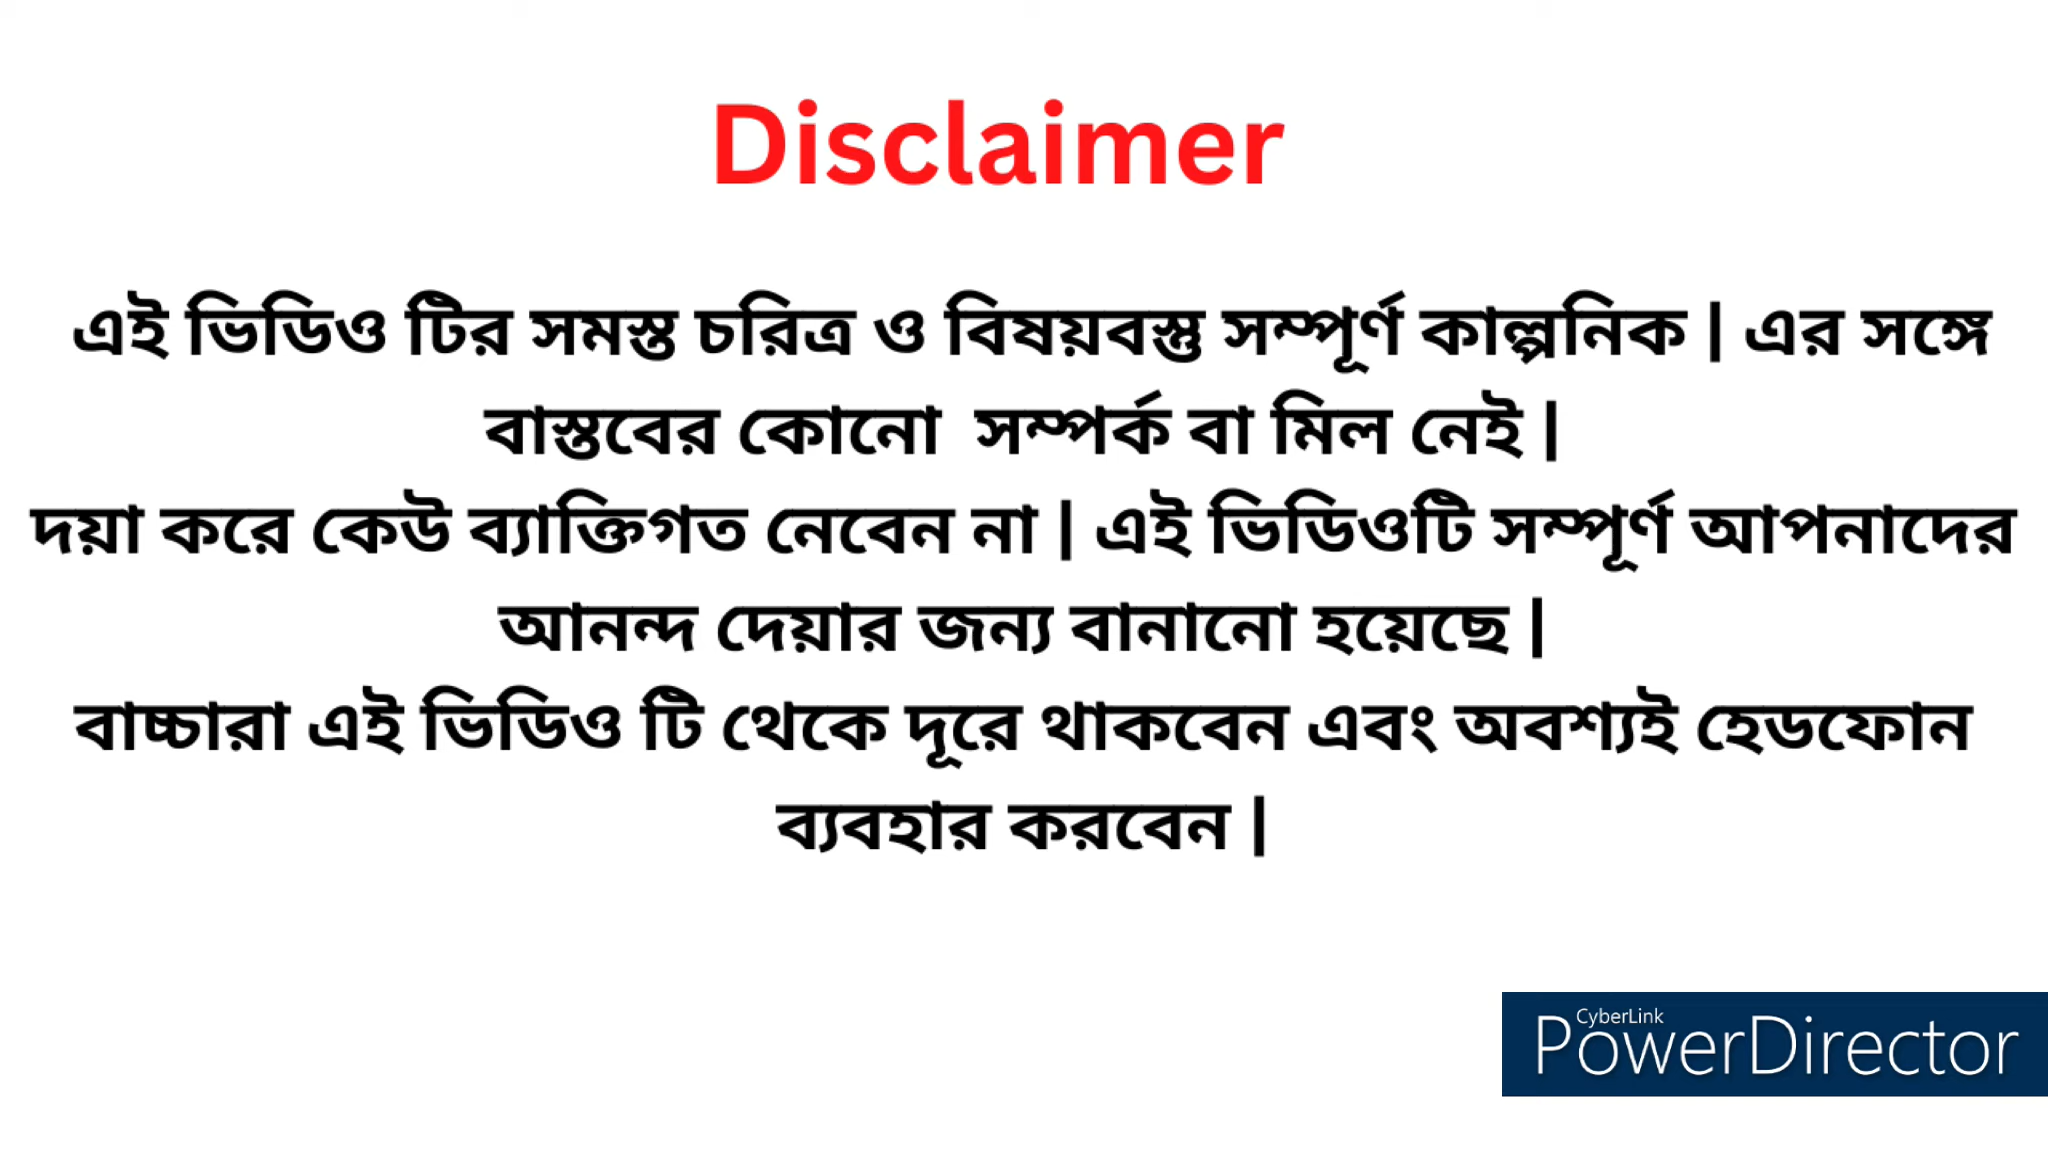 Disclaimer
এই ভিডিও টির সমস্ত চরিত্র ও বিষয়বস্তু সম্পূর্ণ কাল্পনিক | এর সঙ্গে
বাস্তবের কোনো  সম্পর্ক বা মিল নেই |
দয়া করে কেউ ব্যাক্তিগত নেবেন না | এই ভিডিওটি সম্পূর্ণ আপনাদের
আনন্দ দেয়ার জন্য বানানো হয়েছে |
বাচ্চারা এই ভিডিও টি থেকে দূরে থাকবেন এবং অবশ্যই হেডফোন
ব্যবহার করবেন |
CyberLink
PowerDirector